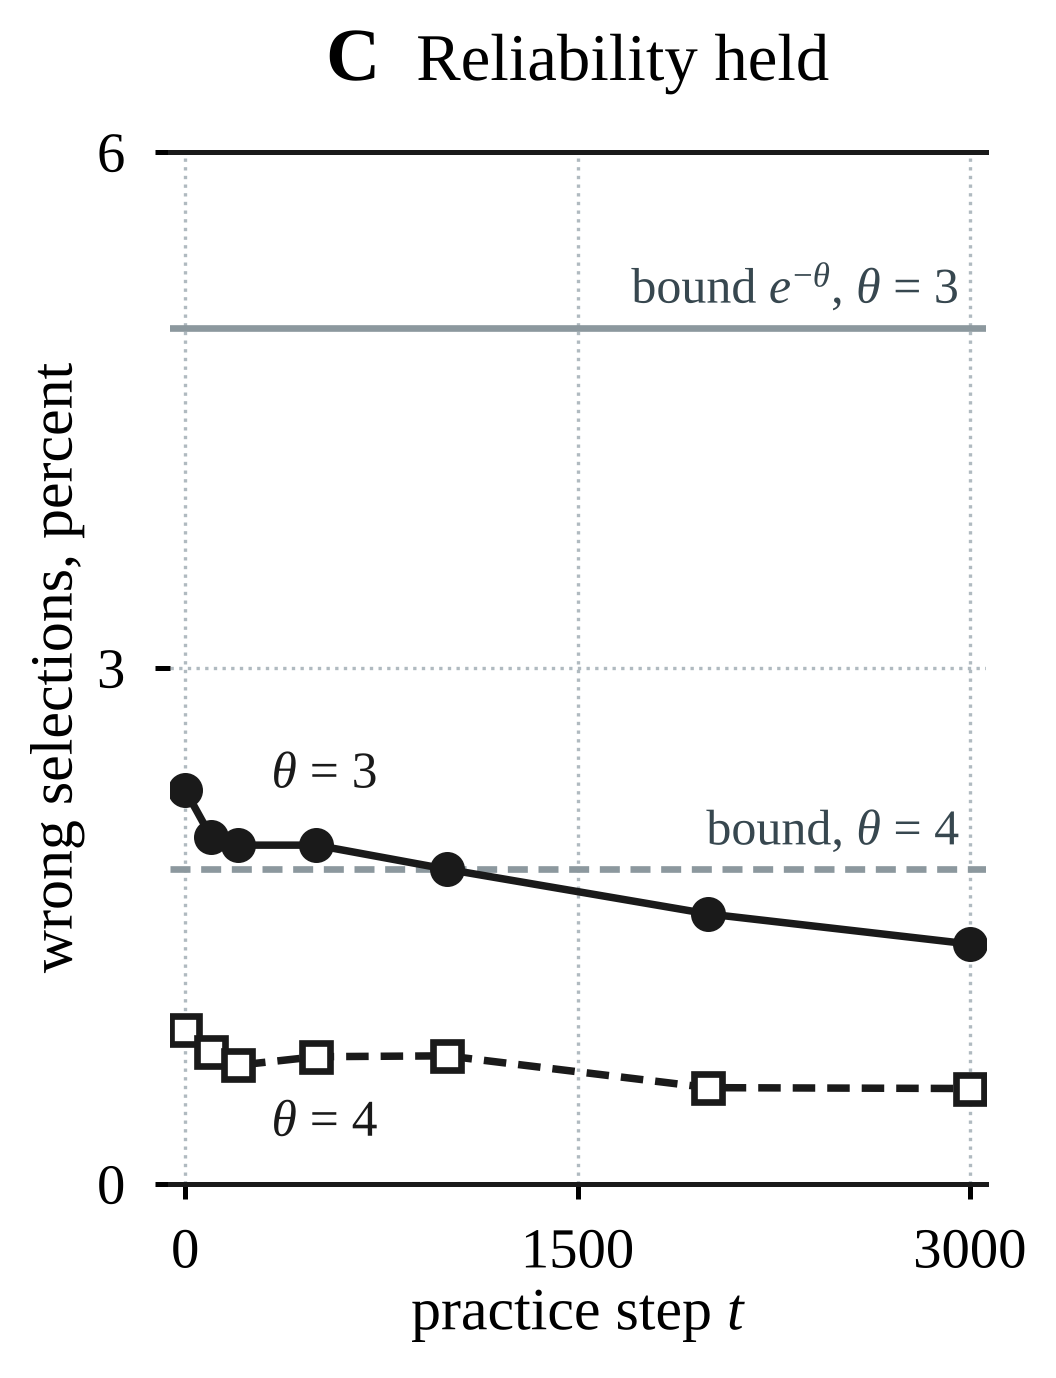 C Reliability held
6
bound e^{−θ}, θ = 3
wrong selections, percent
3
θ = 3
bound, θ = 4
θ = 4
0
0 1500 3000
practice step t